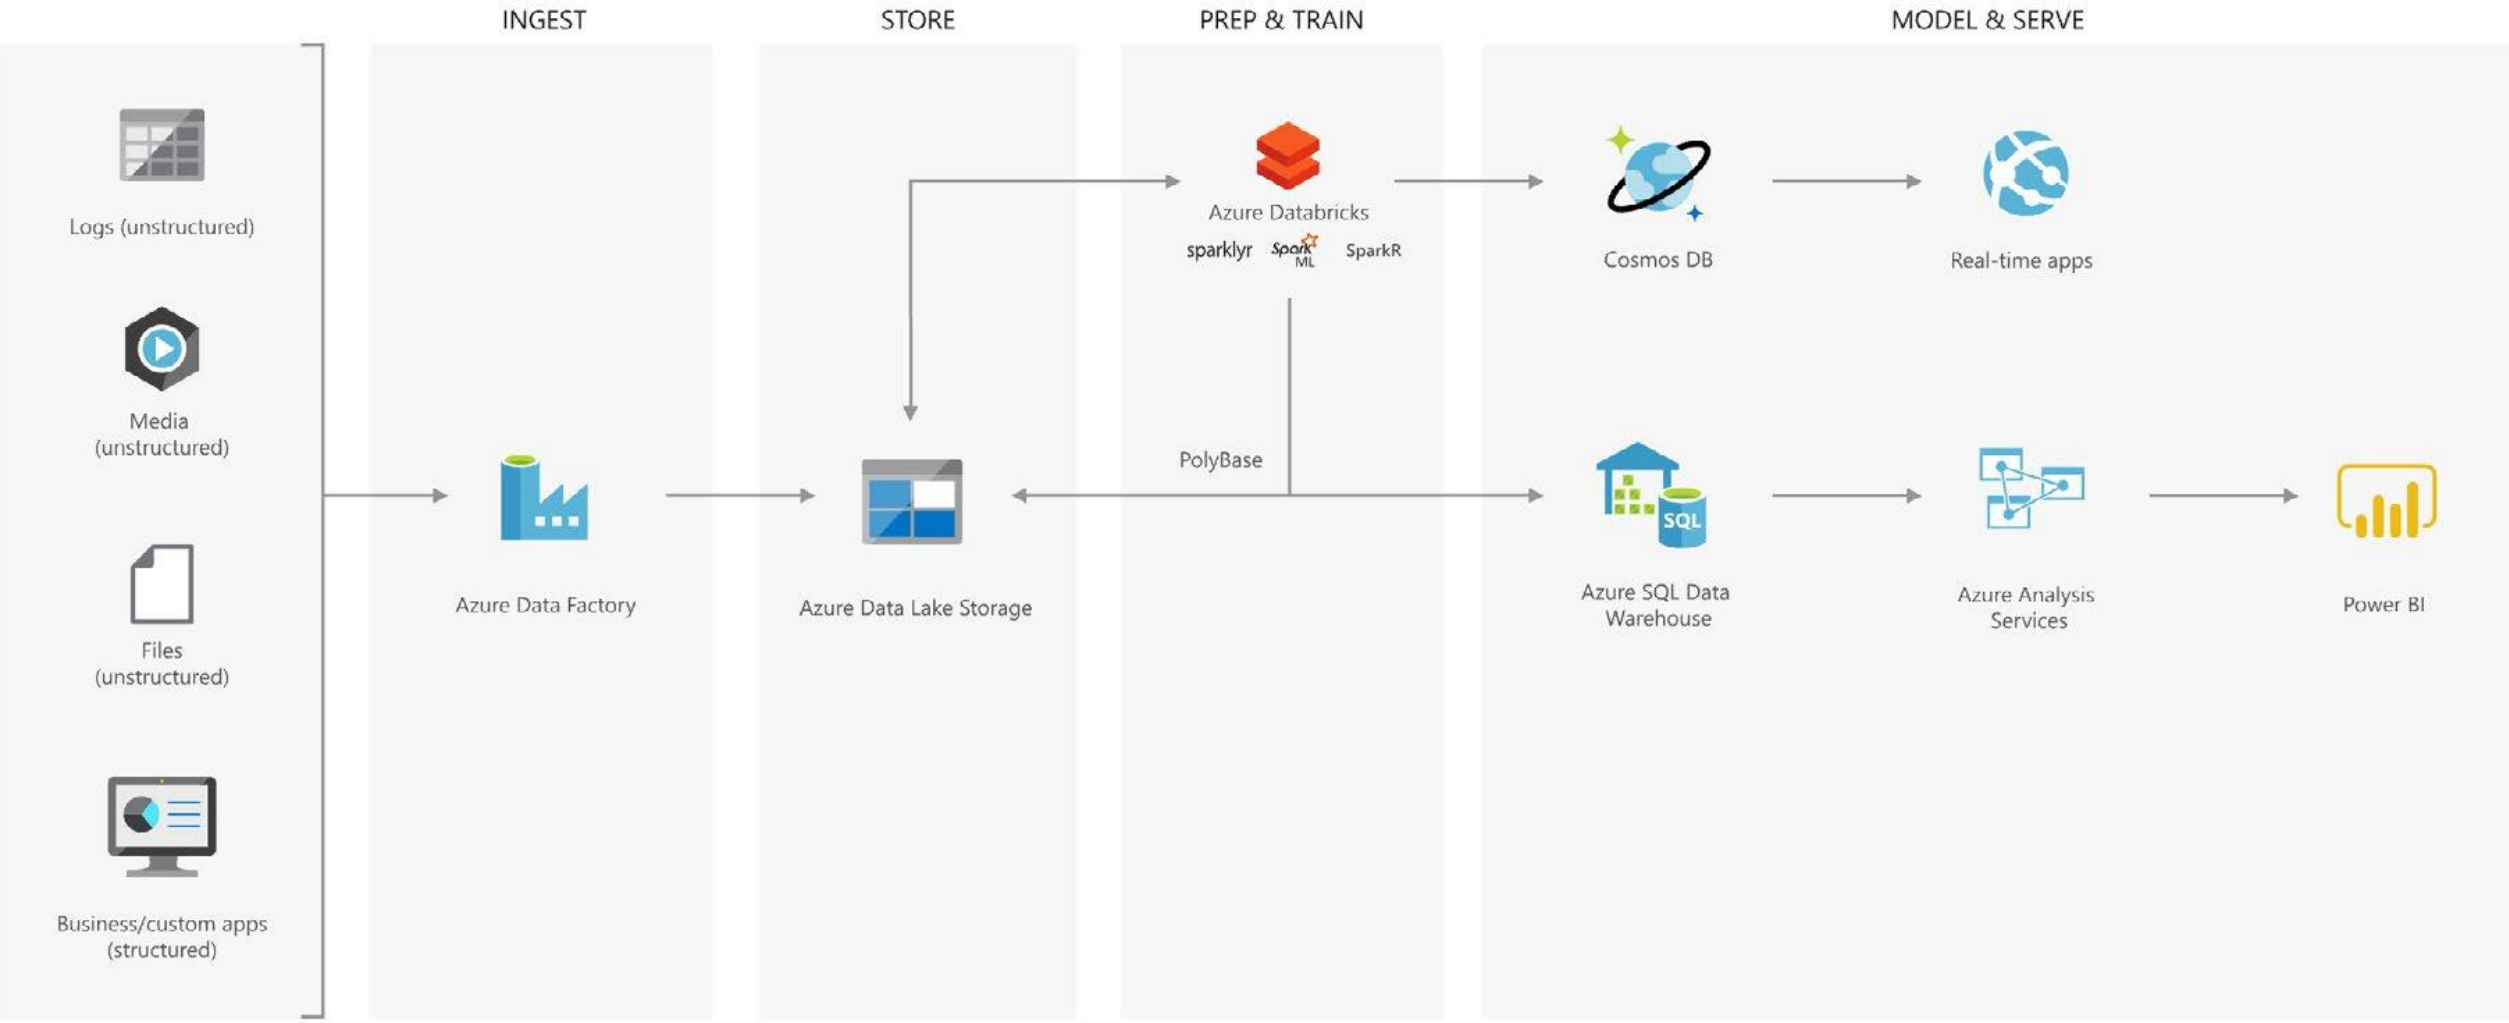 INGEST
STORE
PREP & TRAIN
MODEL & SERVE
Logs (unstructured)
Media
(unstructured)
Files
(unstructured)
Business/custom apps
(structured)
Azure Data Factory
Azure Data Lake Storage
Azure Databricks
sparklyr Spark ML SparkR
PolyBase
Cosmos DB
Real-time apps
SQL
Azure SQL Data
Warehouse
Azure Analysis
Services
Power BI